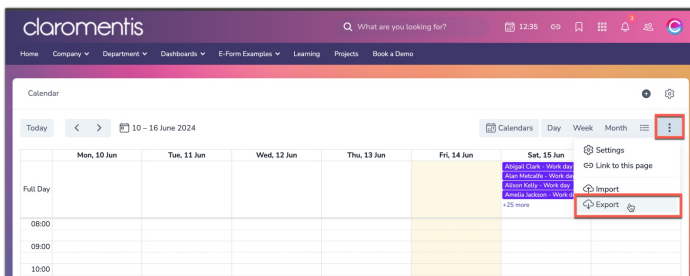 claromentis
What are you looking for?
12:35
3
Home Company Department Dashboards E-Form Examples Learning Projects Book a Demo
Calendar
Today 10 – 16 June 2024 Calendars Day Week Month
Mon, 10 Jun Tue, 11 Jun Wed, 12 Jun Thu, 13 Jun Fri, 14 Jun Sat, 15 Jun
Settings
Link to this page
Import
Export
Full Day
Abigail Clark - Work day
Alan Metcalfe - Work day
Alison Kelly - Work day
Amelia Jackson - Work
+25 more
08:00
09:00
10:00